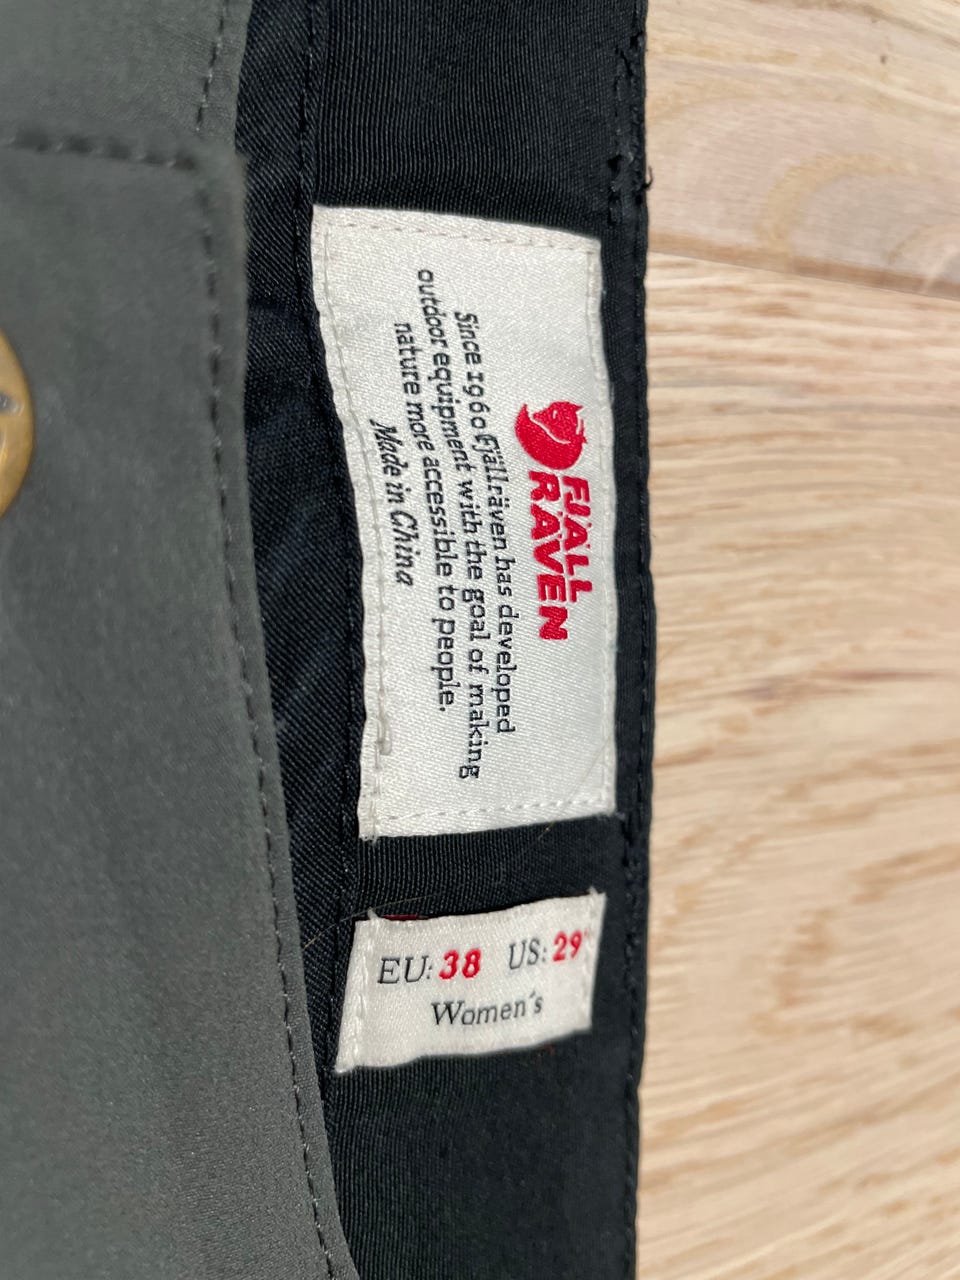 FJÄLL
RÄVEN
Since 1960 Fjällräven has developed
outdoor equipment with the goal of making
nature more accessible to people.
Made in China
EU: 38 US: 29"
Women's